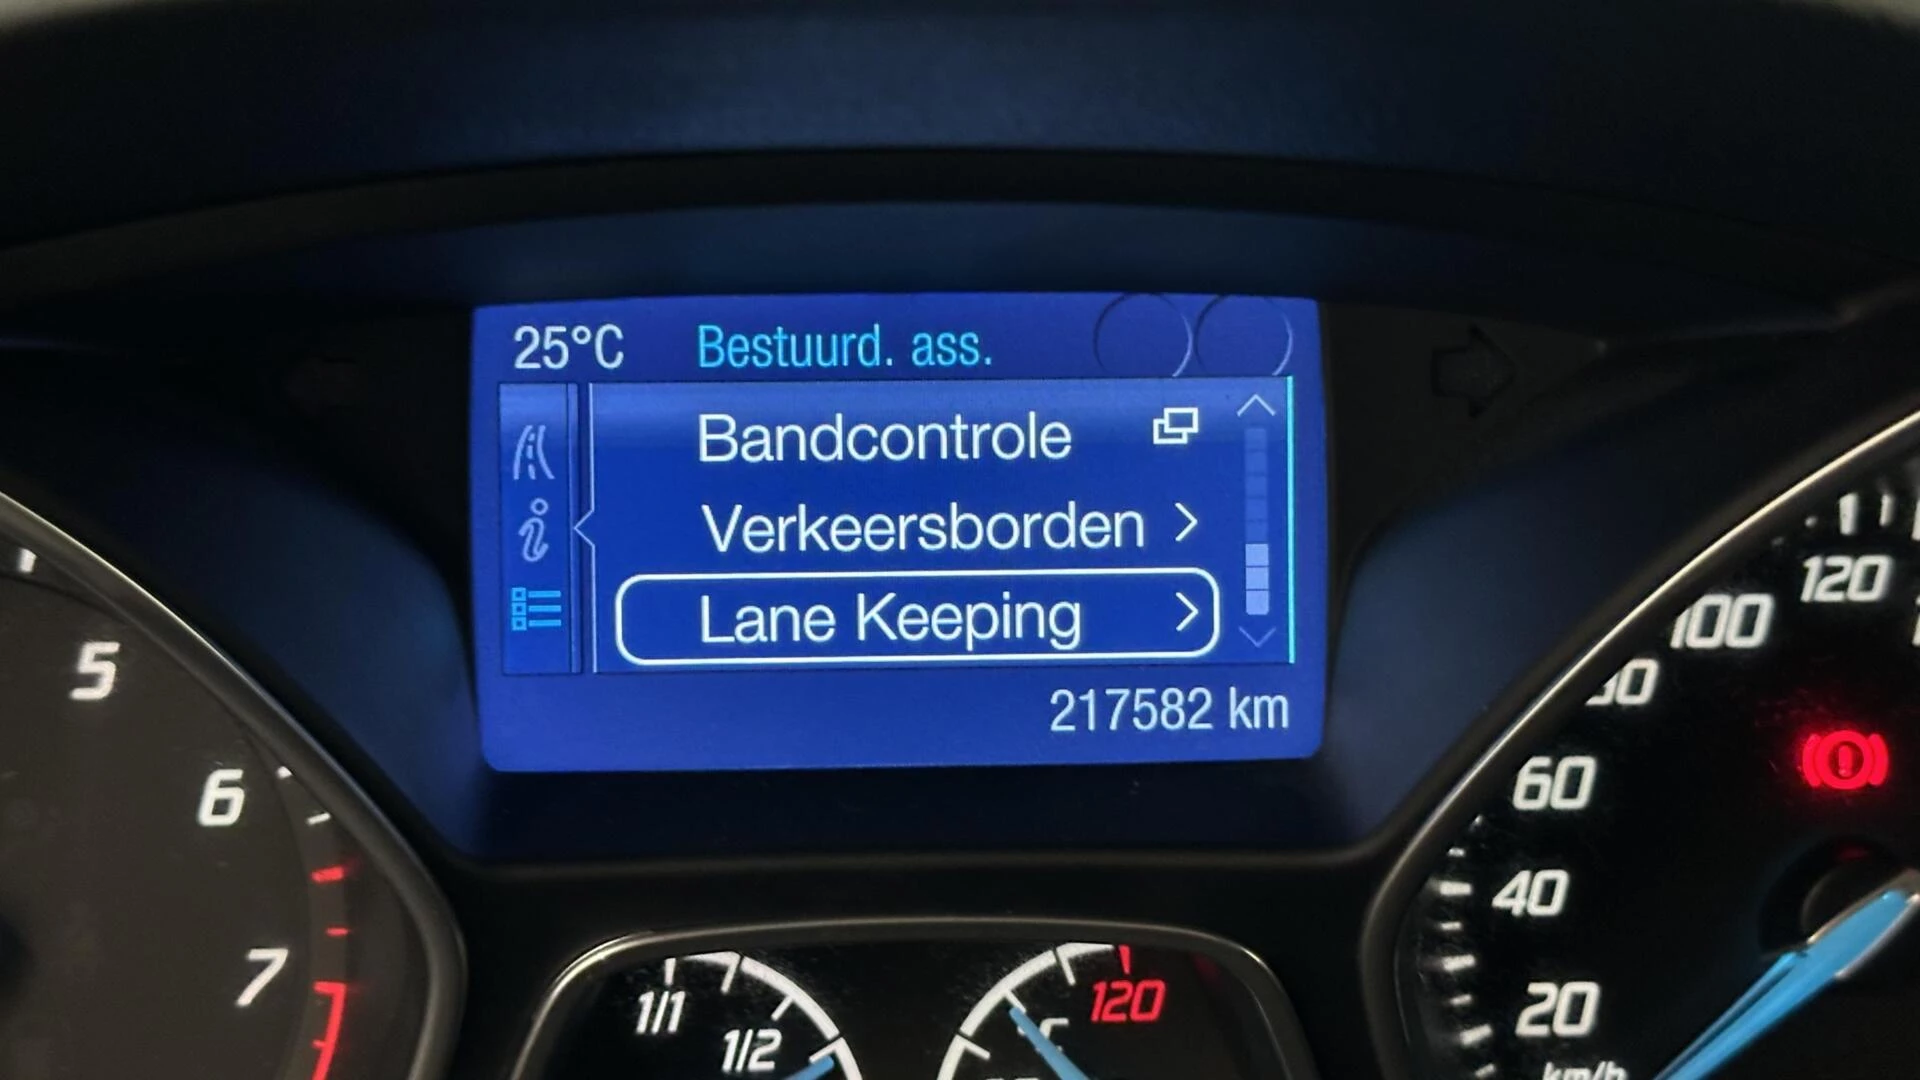 25°C Bestuurd. ass.
Bandcontrole
Verkeersborden
Lane Keeping
217582 km
5
6
7
1/1
1/2
120
120
100
60
40
20
km/h